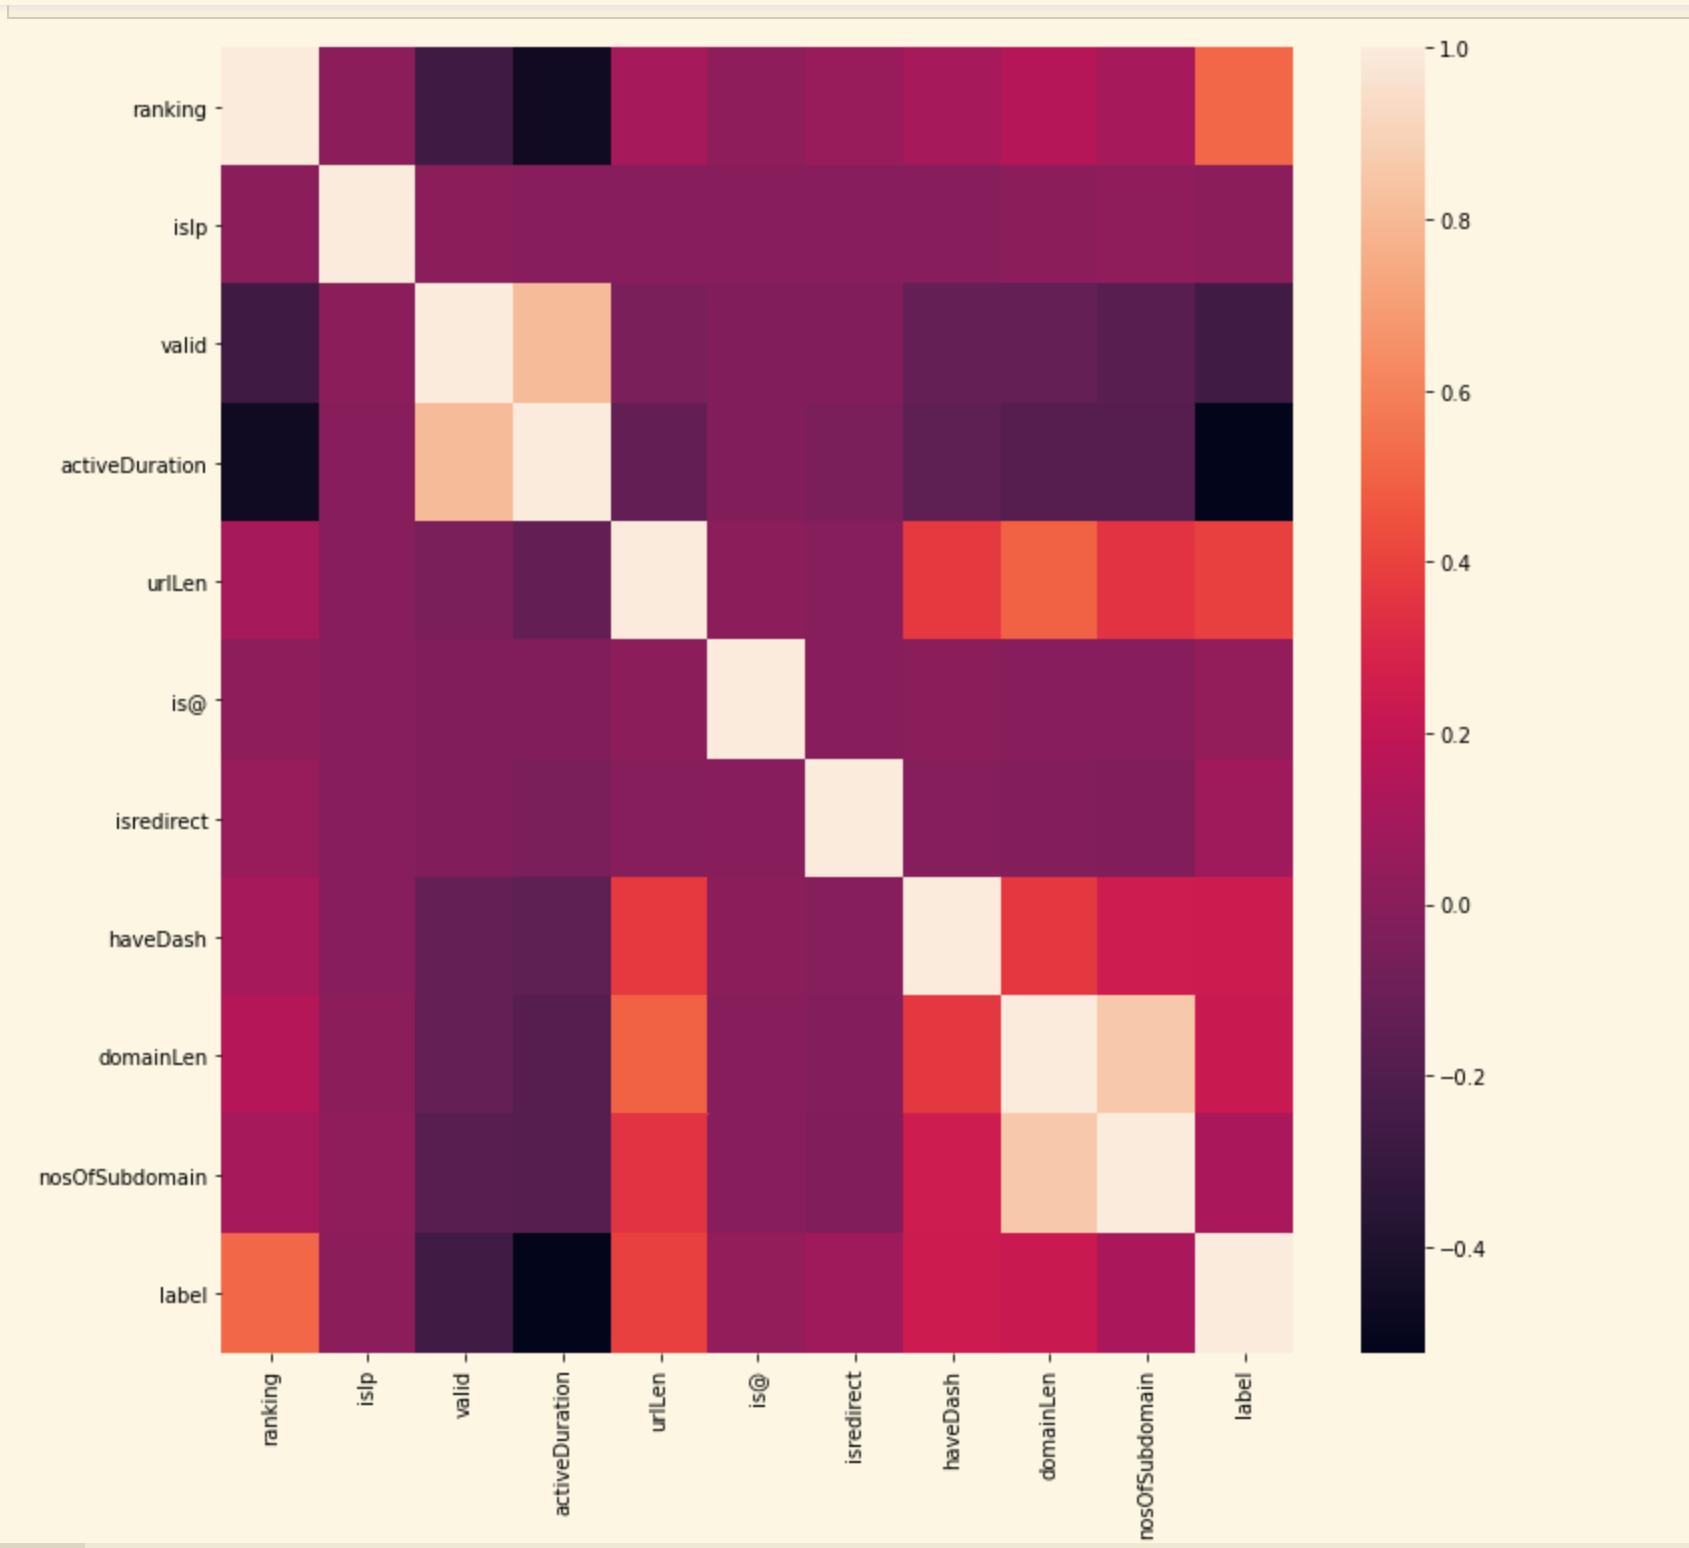 ranking
isIp
valid
activeDuration
urlLen
is@
isredirect
haveDash
domainLen
nosOfSubdomain
label
ranking
isIp
valid
activeDuration
urlLen
is@
isredirect
haveDash
domainLen
nosOfSubdomain
label
1.0
0.8
0.6
0.4
0.2
0.0
−0.2
−0.4